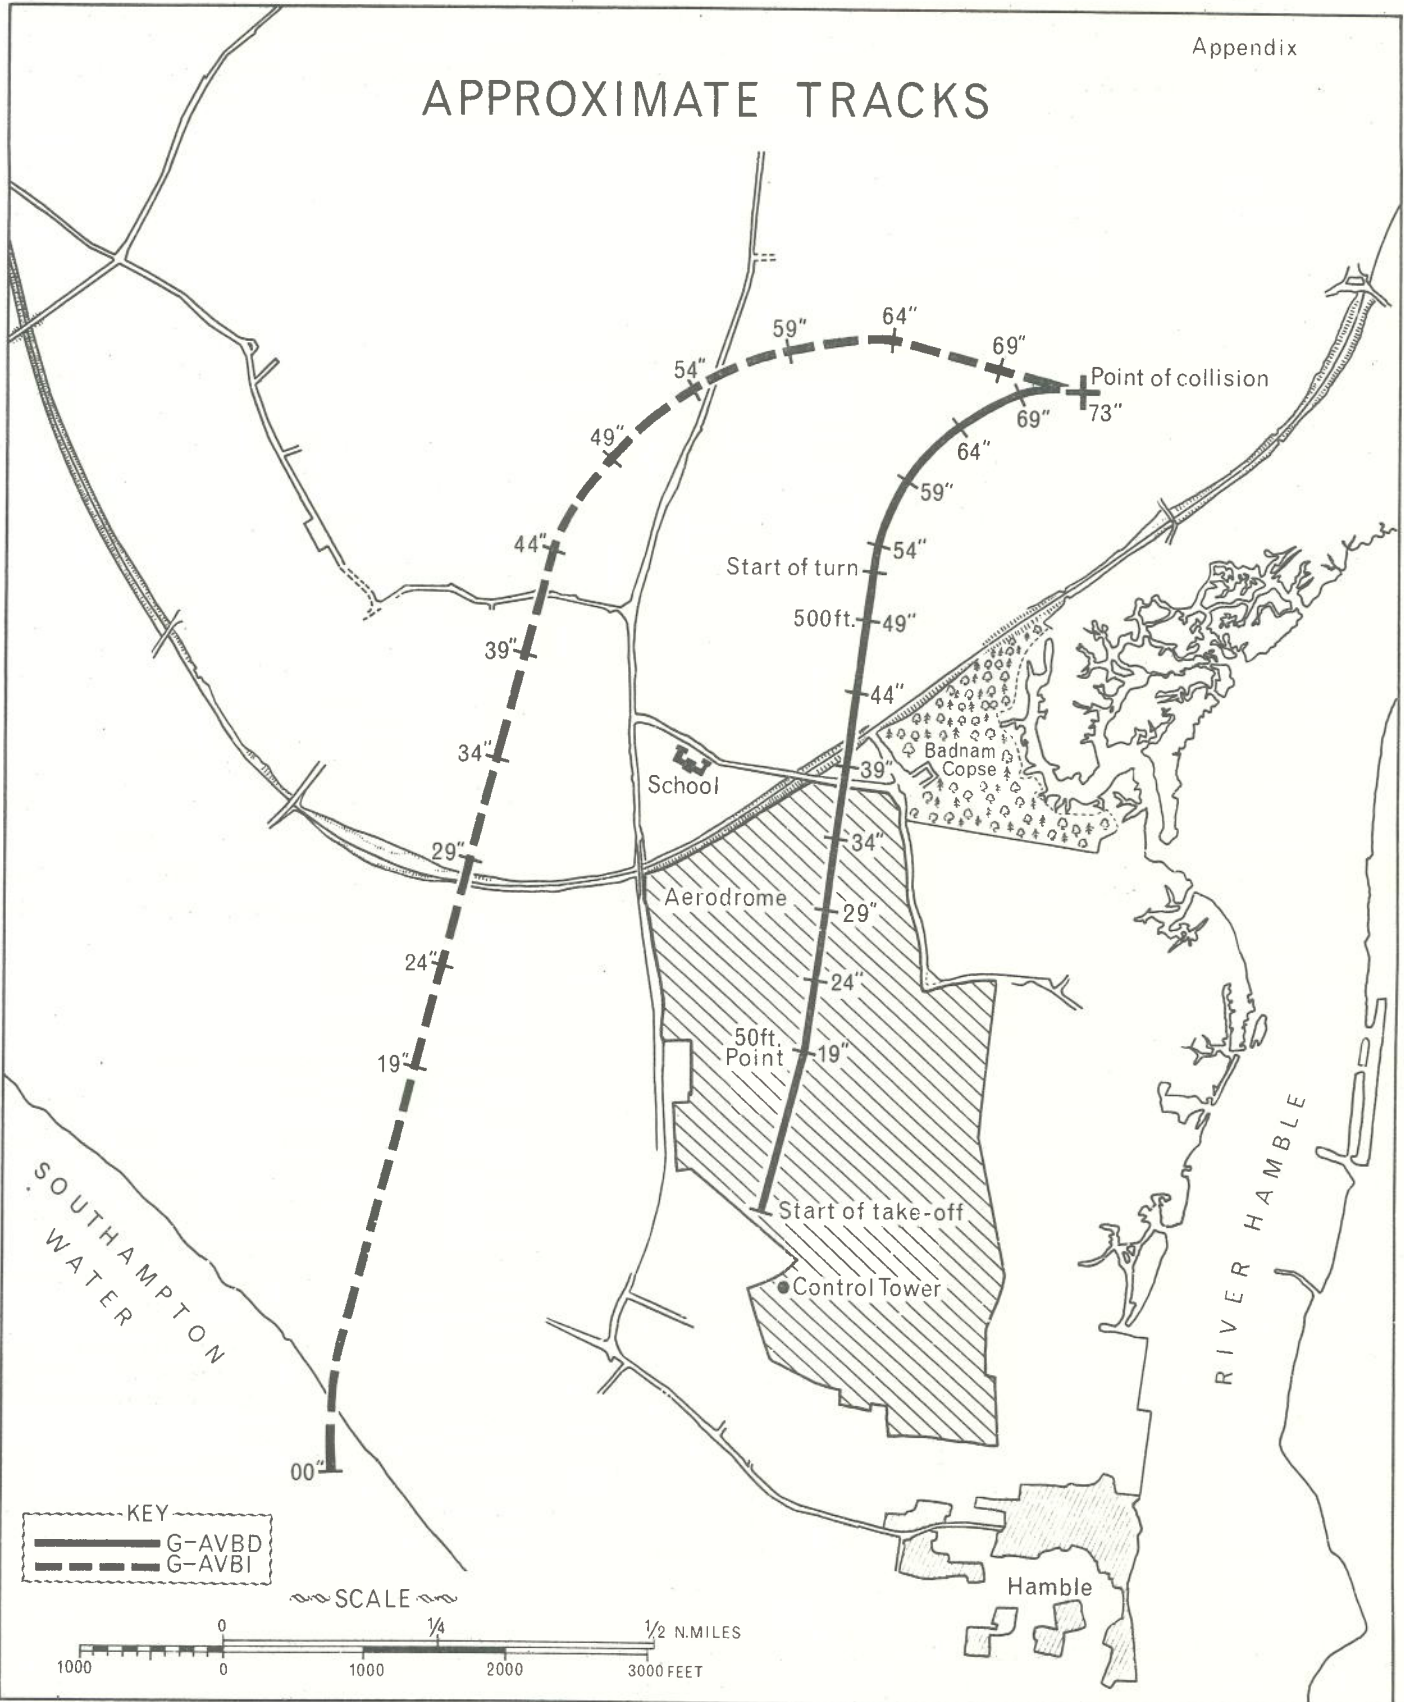 Appendix
APPROXIMATE TRACKS
64"
59"
69"
54"
Point of collision
73"
69"
49"
64"
59"
44"
54"
Start of turn
500ft.
49"
39"
44"
34"
Badnam
Copse
39"
School
29"
34"
Aerodrome
29"
24"
24"
50ft.
Point
19"
19"
SOUTHAMPTON
WATER
RIVER HAMBLE
Start of take-off
Control Tower
00"
KEY
G-AVBD
G-AVBI
SCALE
0 1/4 1/2 N.MILES
1000 0 1000 2000 3000 FEET
Hamble